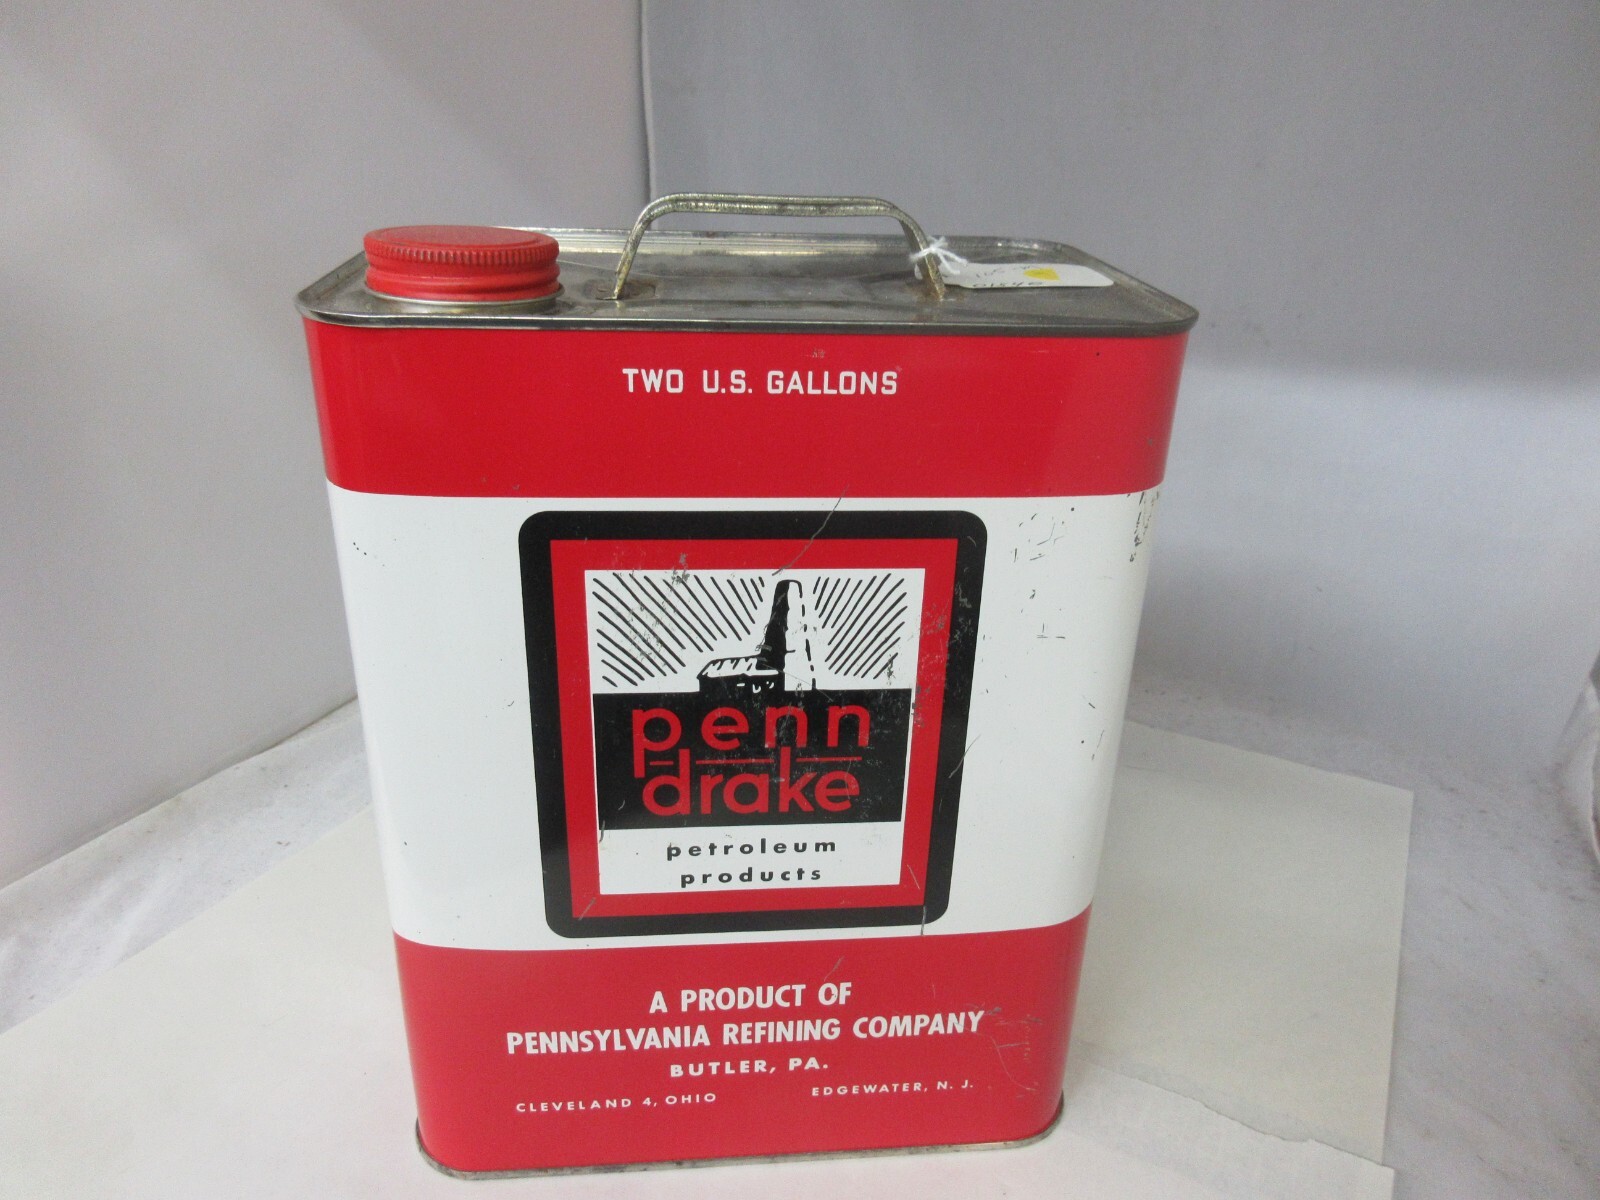 TWO U.S. GALLONS
penn
drake
petroleum
products
A PRODUCT OF
PENNSYLVANIA REFINING COMPANY
BUTLER, PA.
CLEVELAND 4, OHIO EDGEWATER, N. J.